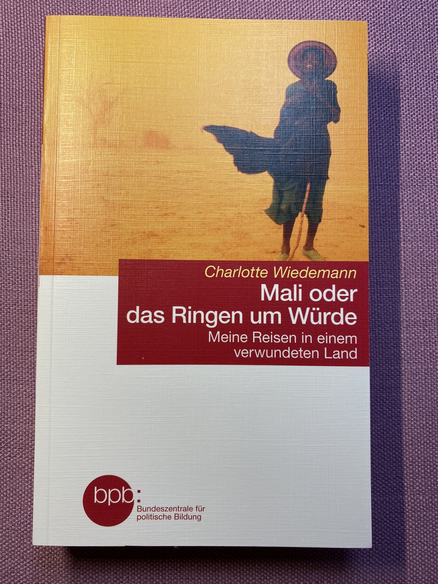 Charlotte Wiedemann
Mali oder
das Ringen um Würde
Meine Reisen in einem
verwundeten Land
bpb:
Bundeszentrale für
politische Bildung